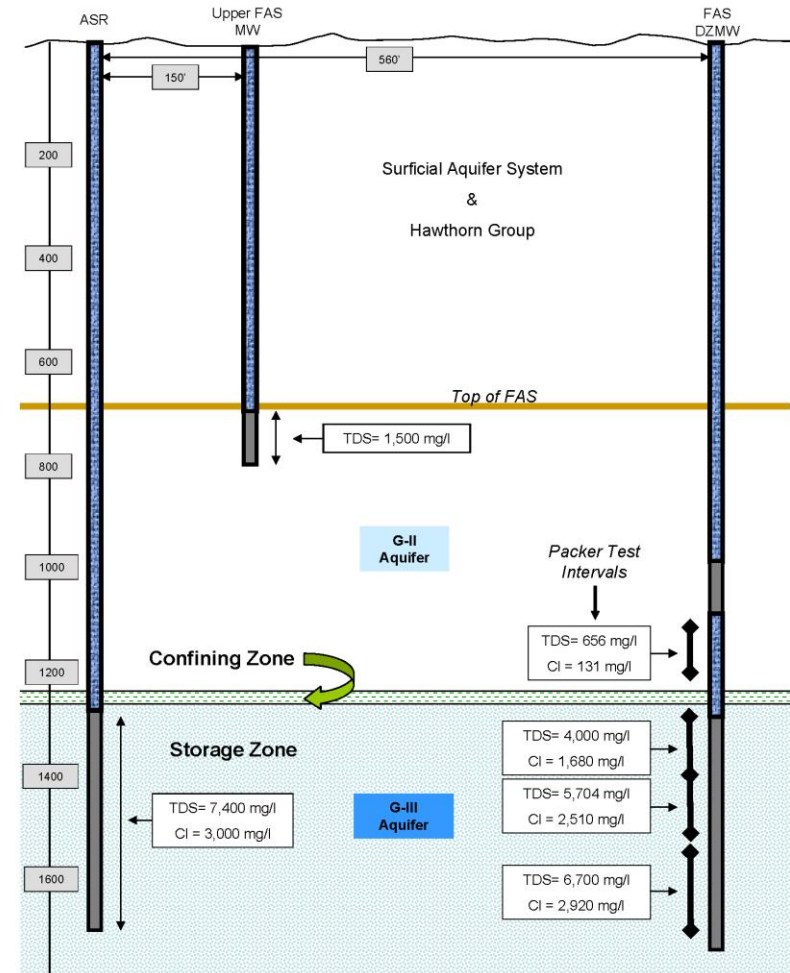 ASR
Upper FAS
MW
FAS
DZMW
560'
150'
200
Surficial Aquifer System
&
Hawthorn Group
400
600
Top of FAS
TDS= 1,500 mg/l
800
G-II
Aquifer
Packer Test
Intervals
1000
TDS = 656 mg/l
Cl = 131 mg/l
Confining Zone
1200
Storage Zone
TDS = 4,000 mg/l
Cl = 1,680 mg/l
1400
TDS= 7,400 mg/l
Cl = 3,000 mg/l
G-III
Aquifer
TDS= 5,704 mg/l
Cl = 2,510 mg/l
1600
TDS= 6,700 mg/l
Cl = 2,920 mg/l